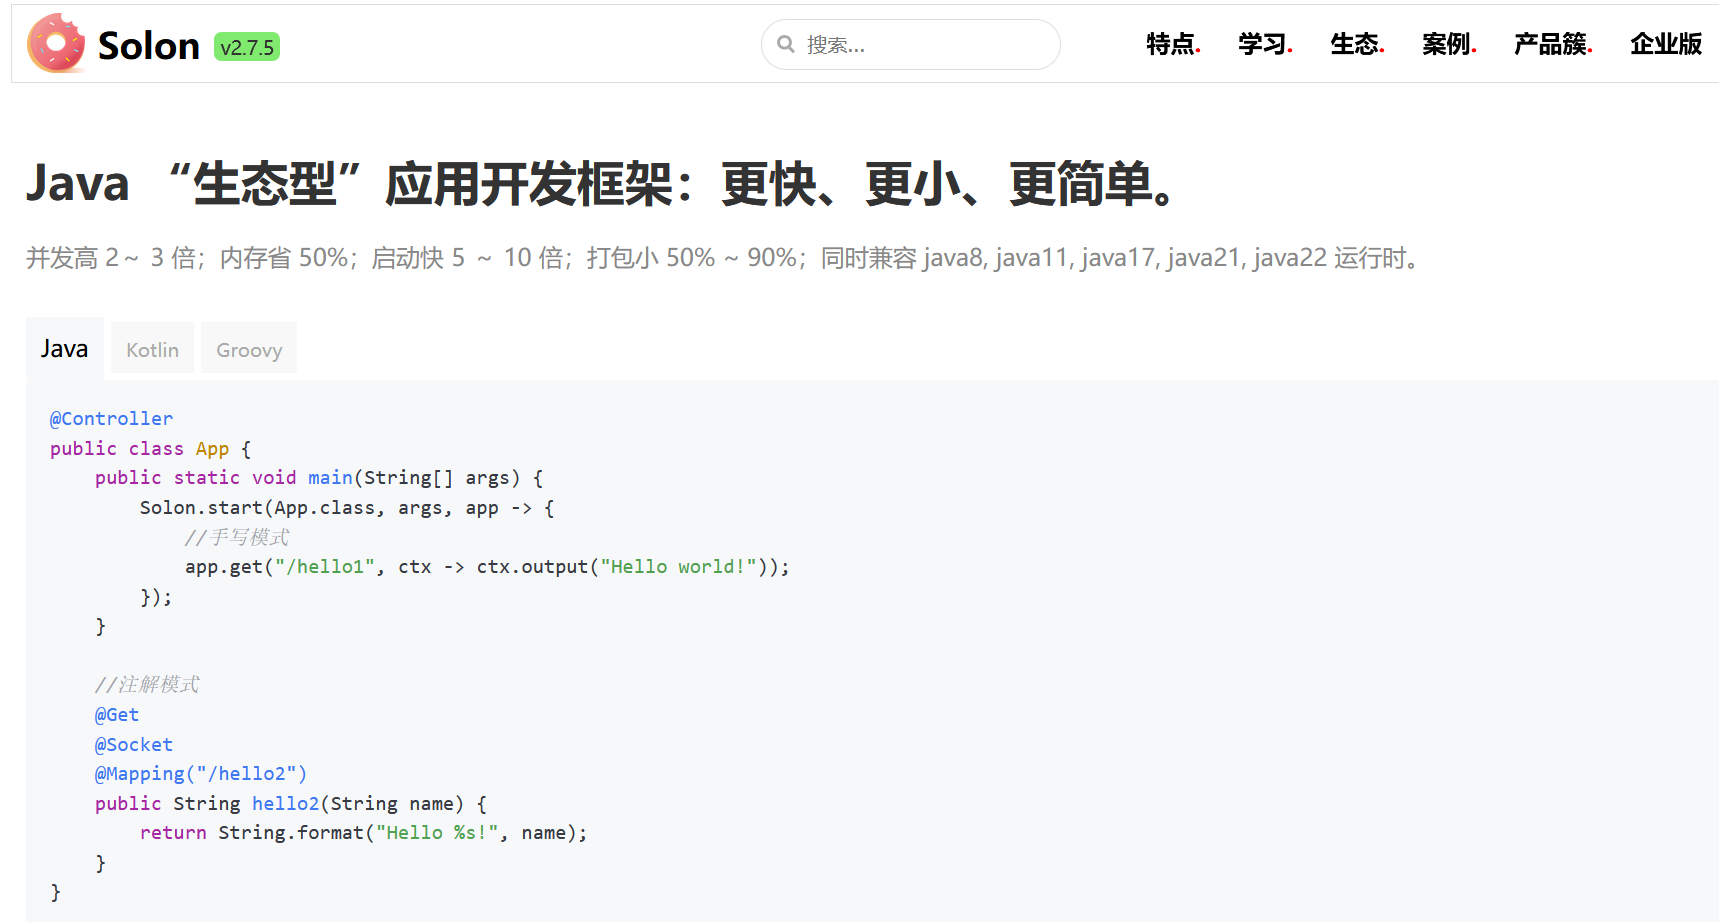 Solon v2.7.5 搜索... 特点. 学习. 生态. 案例. 产品簇. 企业版
Java “生态型”应用开发框架：更快、更小、更简单。
并发高 2～ 3 倍；内存省 50%；启动快 5 ～ 10 倍；打包小 50% ~ 90%；同时兼容 java8, java11, java17, java21, java22 运行时。
Java Kotlin Groovy
@Controller
public class App {
    public static void main(String[] args) {
        Solon.start(App.class, args, app -> {
            //手写模式
            app.get("/hello1", ctx -> ctx.output("Hello world!"));
        });
    }
    //注解模式
    @Get
    @Socket
    @Mapping("/hello2")
    public String hello2(String name) {
        return String.format("Hello %s!", name);
    }
}